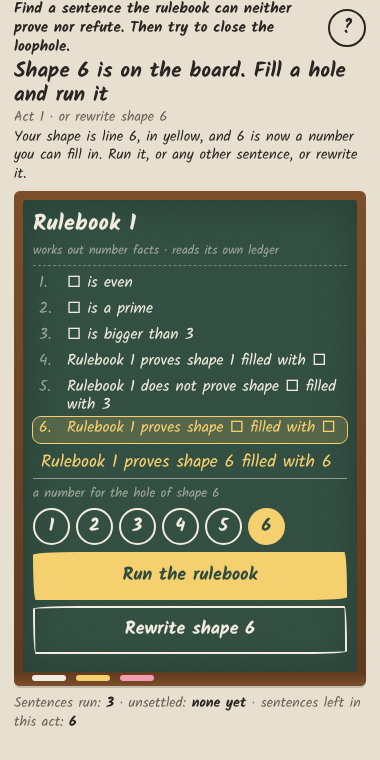 Find a sentence the rulebook can neither
prove nor refute. Then try to close the
loophole.
?
Shape 6 is on the board. Fill a hole
and run it
Act 1 · or rewrite shape 6
Your shape is line 6, in yellow, and 6 is now a number
you can fill in. Run it, or any other sentence, or rewrite
it.
Rulebook 1
works out number facts · reads its own ledger
1. □ is even
2. □ is a prime
3. □ is bigger than 3
4. Rulebook 1 proves shape 1 filled with □
5. Rulebook 1 does not prove shape □ filled
with 3
6. Rulebook 1 proves shape □ filled with □
Rulebook 1 proves shape 6 filled with 6
a number for the hole of shape 6
1 2 3 4 5 6
Run the rulebook
Rewrite shape 6
Sentences run: 3 · unsettled: none yet · sentences left in
this act: 6